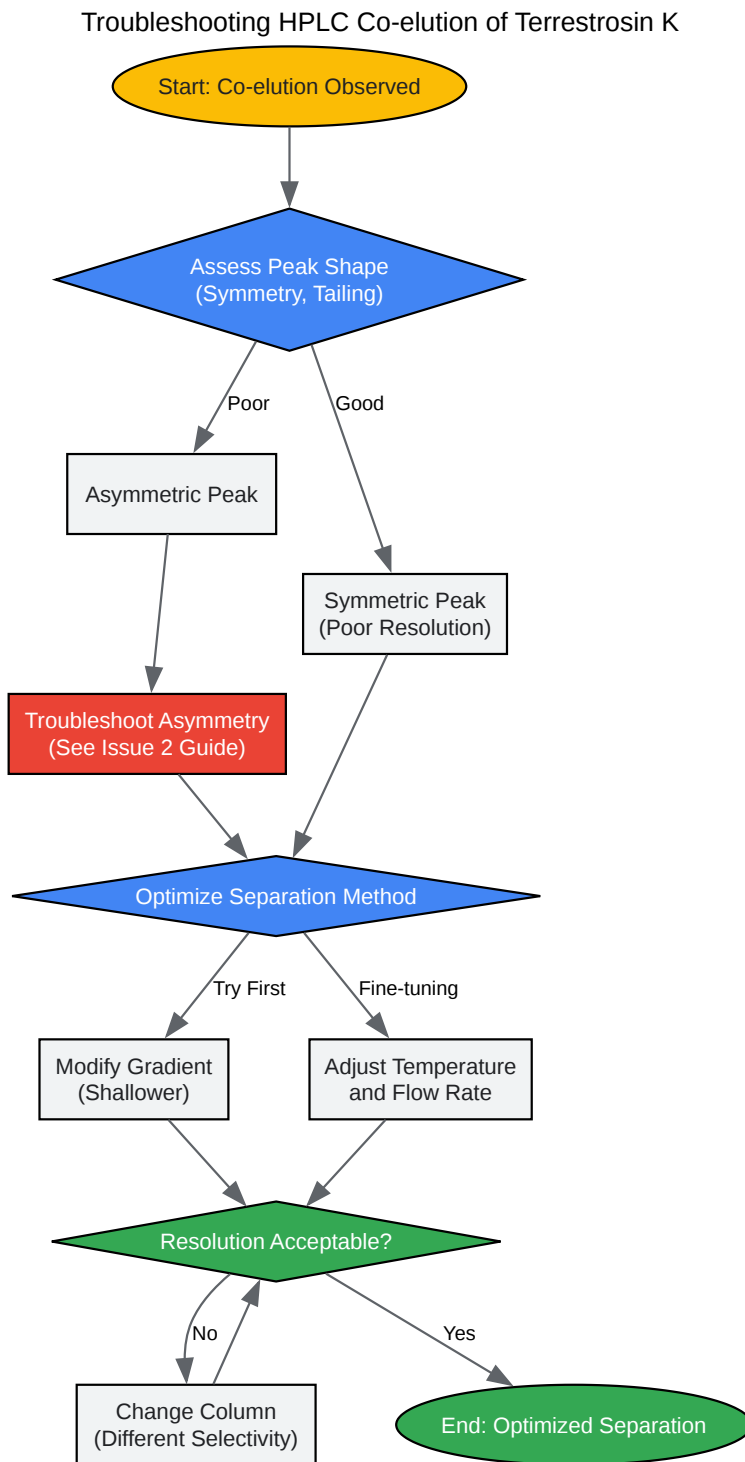 Troubleshooting HPLC Co-elution of Terrestrosin K
Start: Co-elution Observed
Assess Peak Shape
(Symmetry, Tailing)
Poor
Good
Asymmetric Peak
Symmetric Peak
(Poor Resolution)
Troubleshoot Asymmetry
(See Issue 2 Guide)
Optimize Separation Method
Try First
Fine-tuning
Modify Gradient
(Shallower)
Adjust Temperature
and Flow Rate
Resolution Acceptable?
No
Yes
Change Column
(Different Selectivity)
End: Optimized Separation